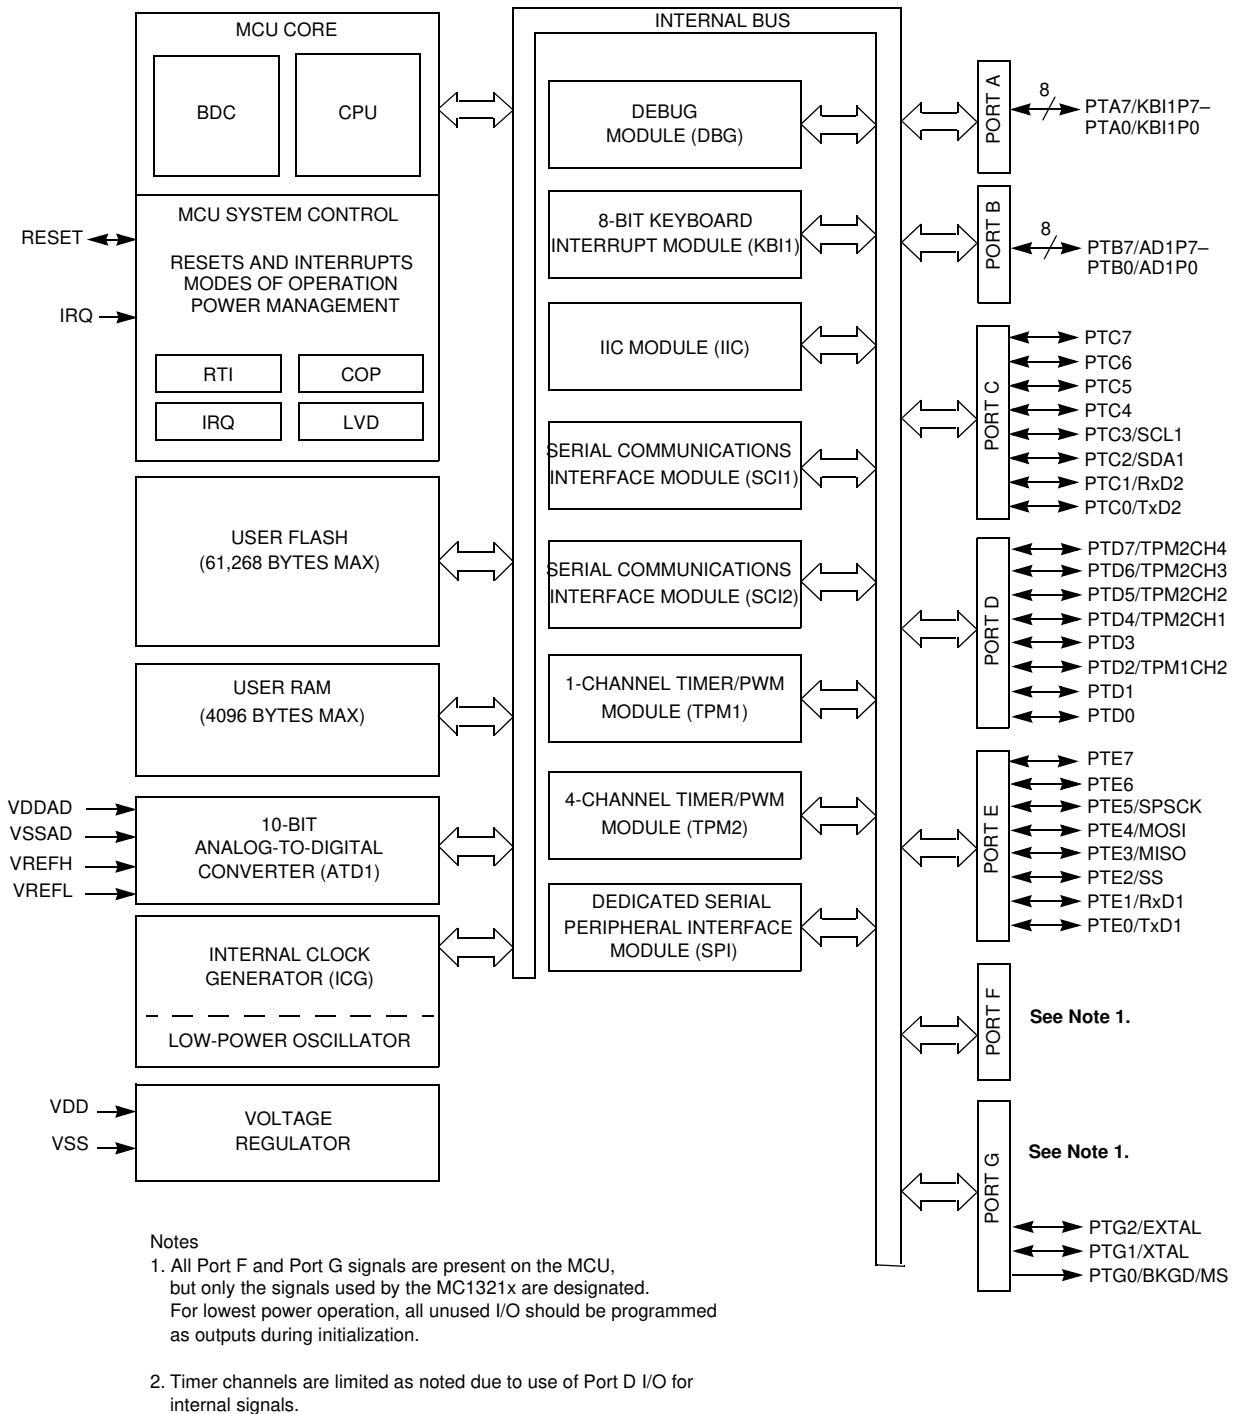 MCU CORE
BDC
CPU
MCU SYSTEM CONTROL
RESETS AND INTERRUPTS
MODES OF OPERATION
POWER MANAGEMENT
RTI
COP
IRQ
LVD
RESET
IRQ
USER FLASH
(61,268 BYTES MAX)
USER RAM
(4096 BYTES MAX)
VDDAD
VSSAD
VREFH
VREFL
10-BIT
ANALOG-TO-DIGITAL
CONVERTER (ATD1)
INTERNAL CLOCK
GENERATOR (ICG)
LOW-POWER OSCILLATOR
VDD
VSS
VOLTAGE
REGULATOR
INTERNAL BUS
DEBUG
MODULE (DBG)
8-BIT KEYBOARD
INTERRUPT MODULE (KBI1)
IIC MODULE (IIC)
SERIAL COMMUNICATIONS
INTERFACE MODULE (SCI1)
SERIAL COMMUNICATIONS
INTERFACE MODULE (SCI2)
1-CHANNEL TIMER/PWM
MODULE (TPM1)
4-CHANNEL TIMER/PWM
MODULE (TPM2)
DEDICATED SERIAL
PERIPHERAL INTERFACE
MODULE (SPI)
PORT A
8
PTA7/KBI1P7–
PTA0/KBI1P0
PORT B
8
PTB7/AD1P7–
PTB0/AD1P0
PORT C
PTC7
PTC6
PTC5
PTC4
PTC3/SCL1
PTC2/SDA1
PTC1/RxD2
PTC0/TxD2
PORT D
PTD7/TPM2CH4
PTD6/TPM2CH3
PTD5/TPM2CH2
PTD4/TPM2CH1
PTD3
PTD2/TPM1CH2
PTD1
PTD0
PORT E
PTE7
PTE6
PTE5/SPSCK
PTE4/MOSI
PTE3/MISO
PTE2/SS
PTE1/RxD1
PTE0/TxD1
PORT F
See Note 1.
PORT G
See Note 1.
PTG2/EXTAL
PTG1/XTAL
PTG0/BKGD/MS
Notes
1. All Port F and Port G signals are present on the MCU,
but only the signals used by the MC1321x are designated.
For lowest power operation, all unused I/O should be programmed
as outputs during initialization.
2. Timer channels are limited as noted due to use of Port D I/O for
internal signals.